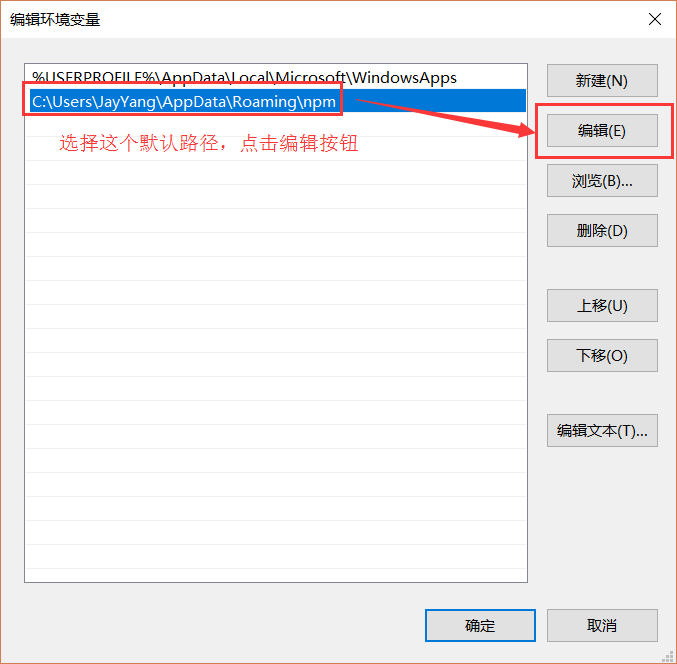 编辑环境变量
%USERPROFILE%\AppData\Local\Microsoft\WindowsApps
新建(N)
C:\Users\JayYang\AppData\Roaming\npm
编辑(E)
选择这个默认路径，点击编辑按钮
浏览(B)...
删除(D)
上移(U)
下移(O)
编辑文本(T)...
确定
取消